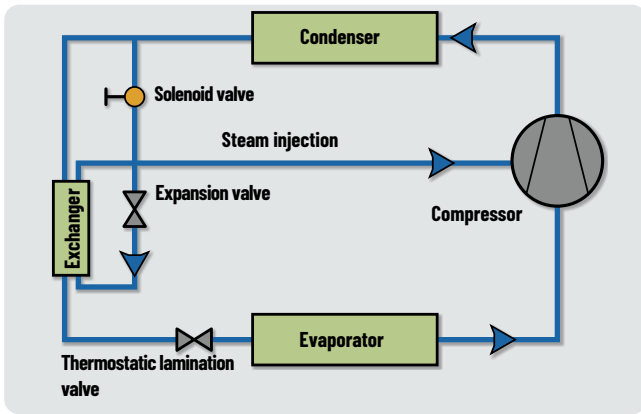 Condenser
Solenoid valve
Steam injection
Exchanger
Expansion valve
Compressor
Evaporator
Thermostatic lamination
valve